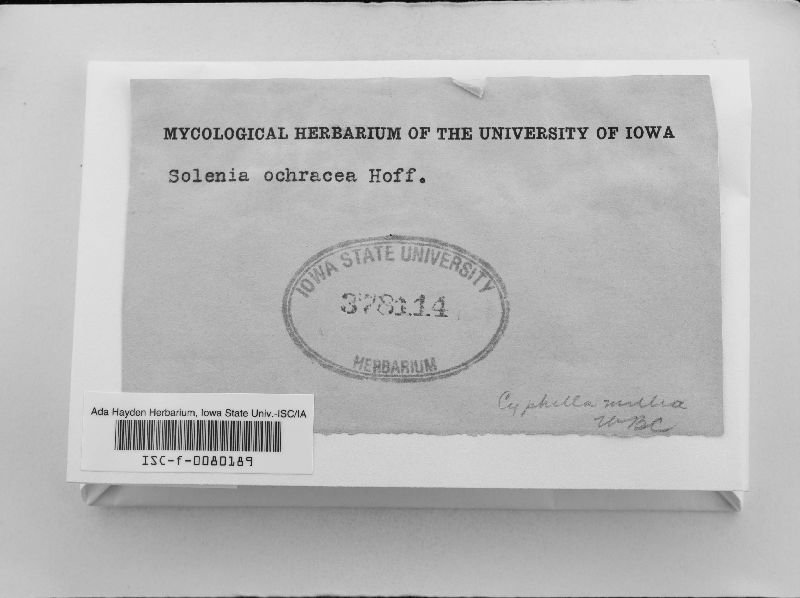 MYCOLOGICAL HERBARIUM OF THE UNIVERSITY OF IOWA
Solenia ochracea Hoff.
IOWA STATE UNIVERSITY
378114
HERBARIUM
Cyphella
WBC
Ada Hayden Herbarium, Iowa State Univ.-ISC/IA
ISC-f-0080189